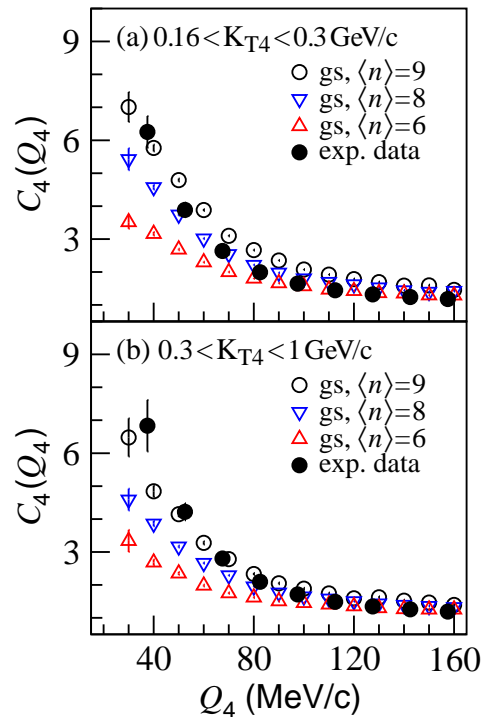 9
(a) 0.16<K_T4<0.3 GeV/c
gs, ⟨n⟩=9
gs, ⟨n⟩=8
6
gs, ⟨n⟩=6
exp. data
C_4(Q_4)
3
9
(b) 0.3<K_T4<1 GeV/c
gs, ⟨n⟩=9
gs, ⟨n⟩=8
gs, ⟨n⟩=6
6
exp. data
C_4(Q_4)
3
40 80 120 160
Q_4 (MeV/c)